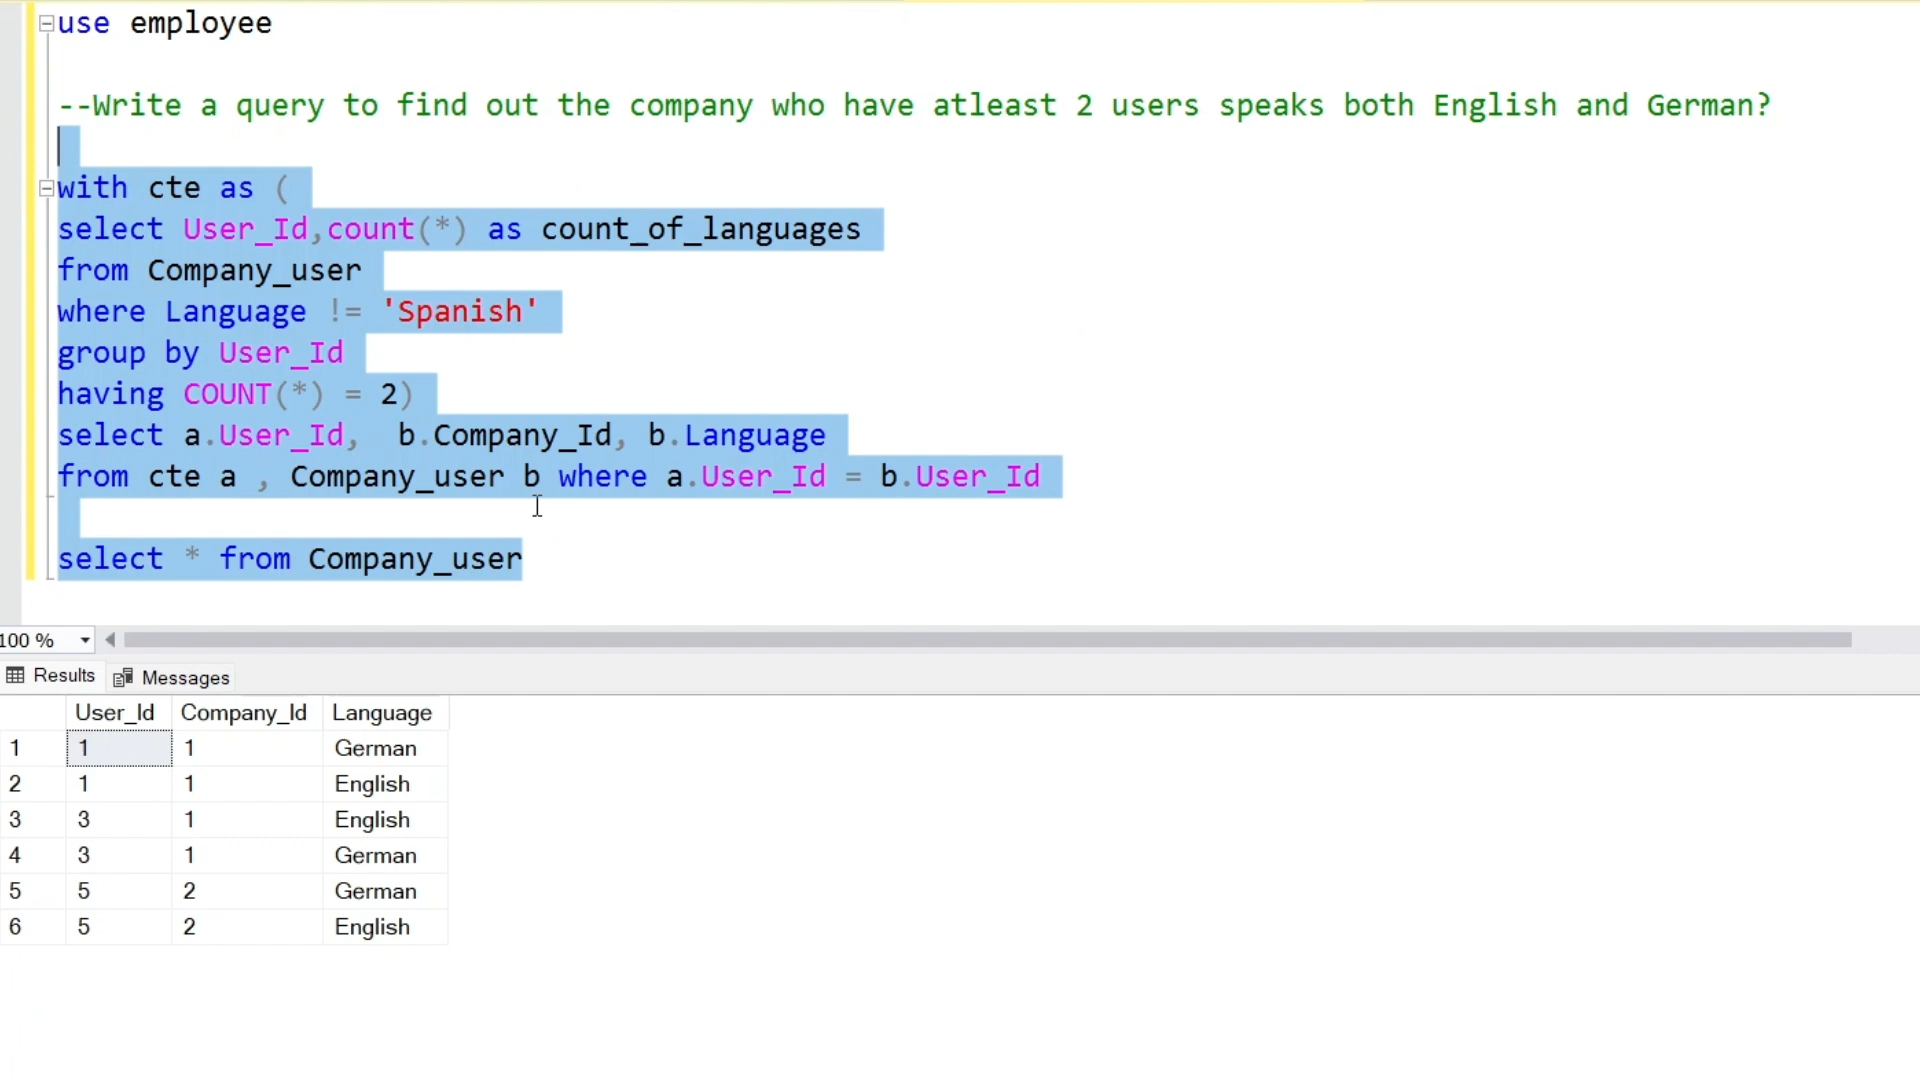 use employee
--Write a query to find out the company who have atleast 2 users speaks both English and German?
with cte as (
select User_Id,count(*) as count_of_languages
from Company_user
where Language != 'Spanish'
group by User_Id
having COUNT(*) = 2)
select a.User_Id,  b.Company_Id, b.Language
from cte a , Company_user b where a.User_Id = b.User_Id
select * from Company_user
100 %
Results Messages
User_Id Company_Id Language
1 1 1 German
2 1 1 English
3 3 1 English
4 3 1 German
5 5 2 German
6 5 2 English